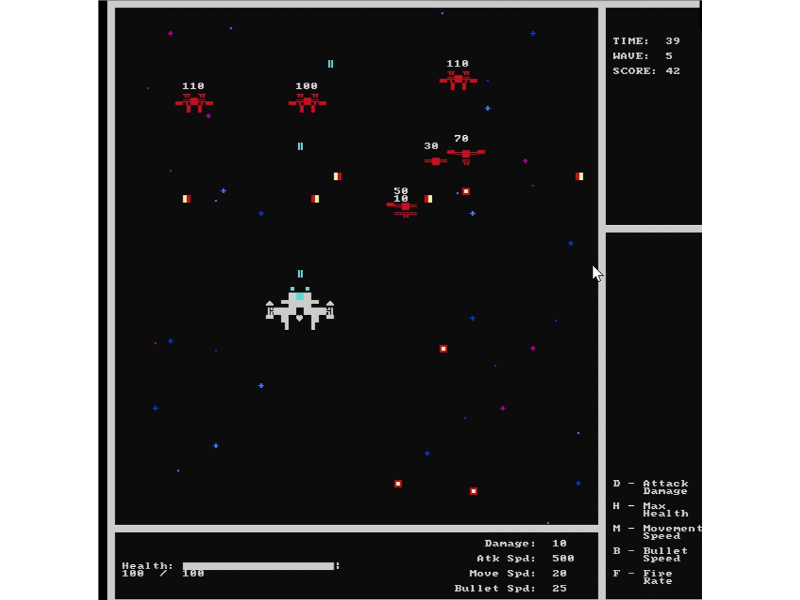 TIME: 39
WAVE: 5
SCORE: 42
110
110
100
70
30
50
10
D - Attack
Damage
H - Max
Health
M - Movement
Speed
B - Bullet
Speed
F - Fire
Rate
Health:
100 / 100
Damage: 10
Atk Spd: 500
Move Spd: 20
Bullet Spd: 25